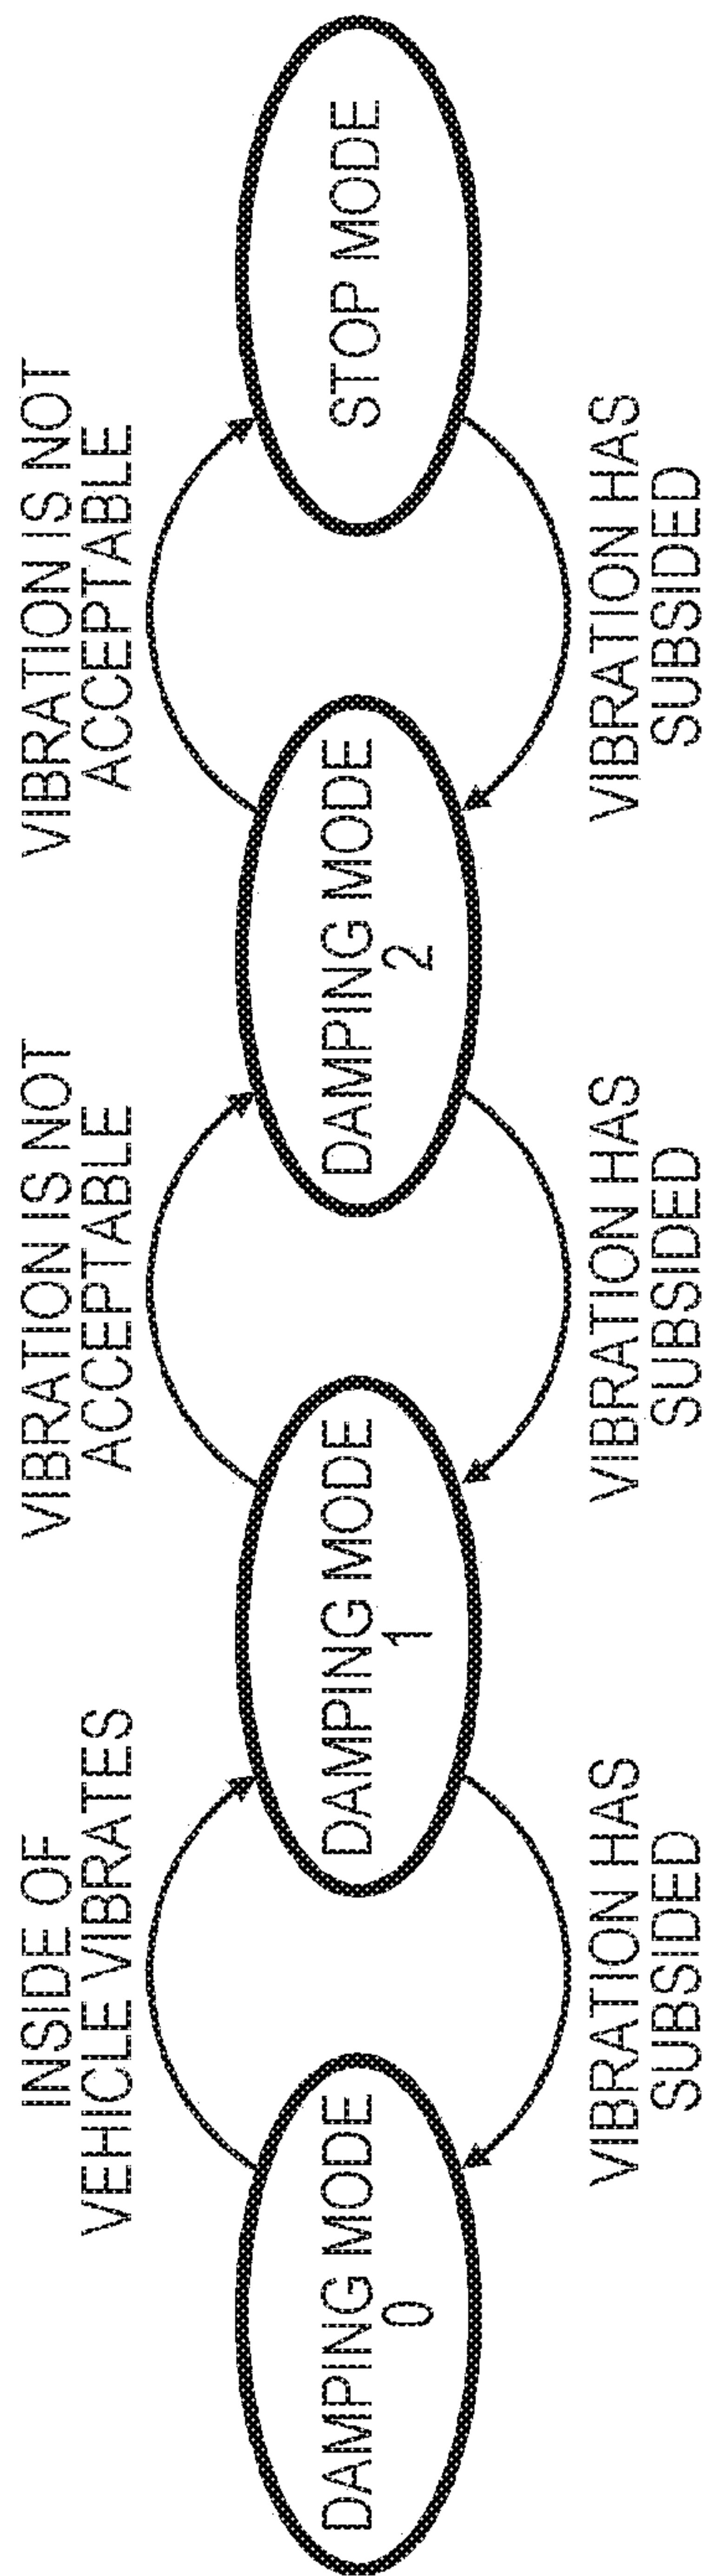 INSIDE OF
VEHICLE VIBRATES
VIBRATION IS NOT
ACCEPTABLE
VIBRATION IS NOT
ACCEPTABLE
DAMPING MODE
0
DAMPING MODE
1
DAMPING MODE
2
STOP MODE
VIBRATION HAS
SUBSIDED
VIBRATION HAS
SUBSIDED
VIBRATION HAS
SUBSIDED